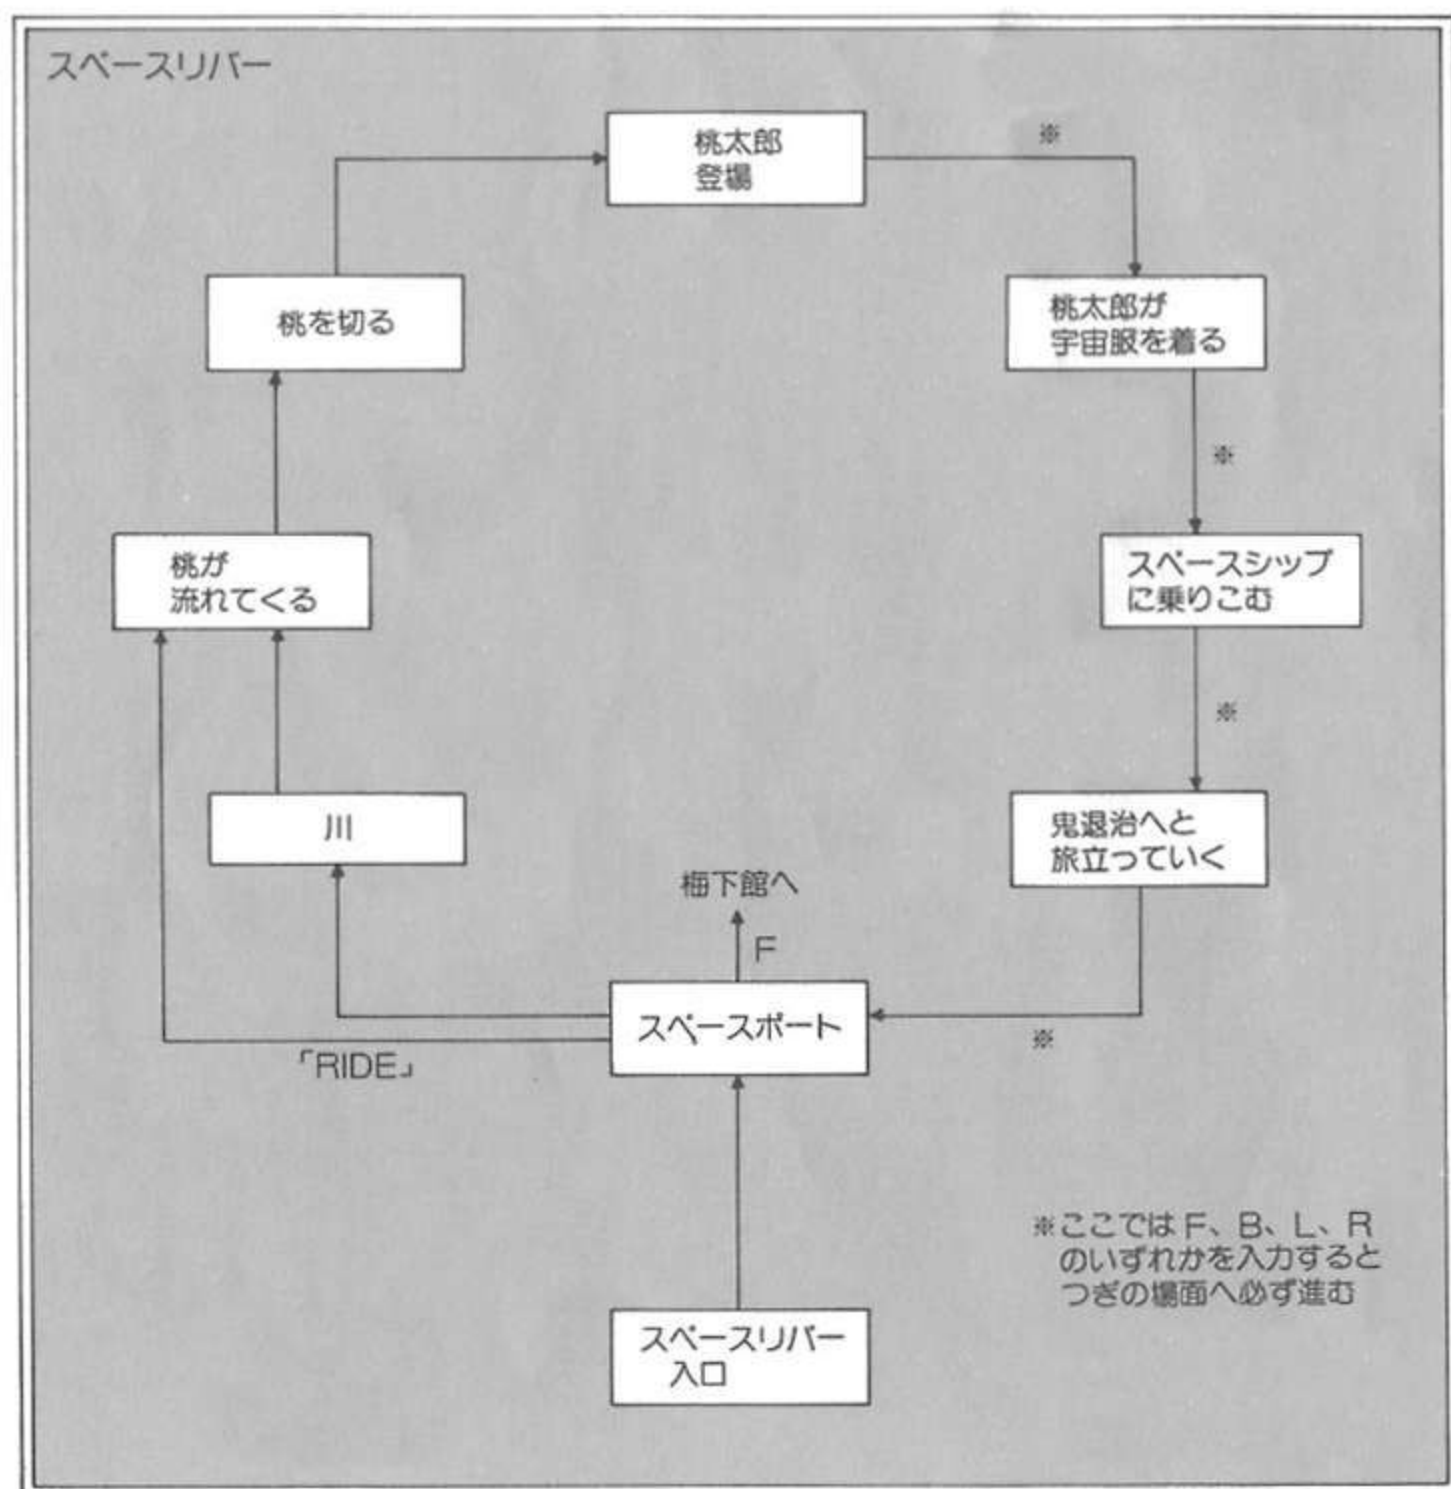 スペースリバー
桃太郎
登場
※
桃を切る
桃太郎が
宇宙服を着る
※
桃が
流れてくる
スペースシップ
に乗りこむ
※
川
鬼退治へと
旅立っていく
梅下館へ
F
スペースポート
※
「RIDE」
※ここではF、B、L、R
のいずれかを入力すると
つぎの場面へ必ず進む
スペースリバー
入口